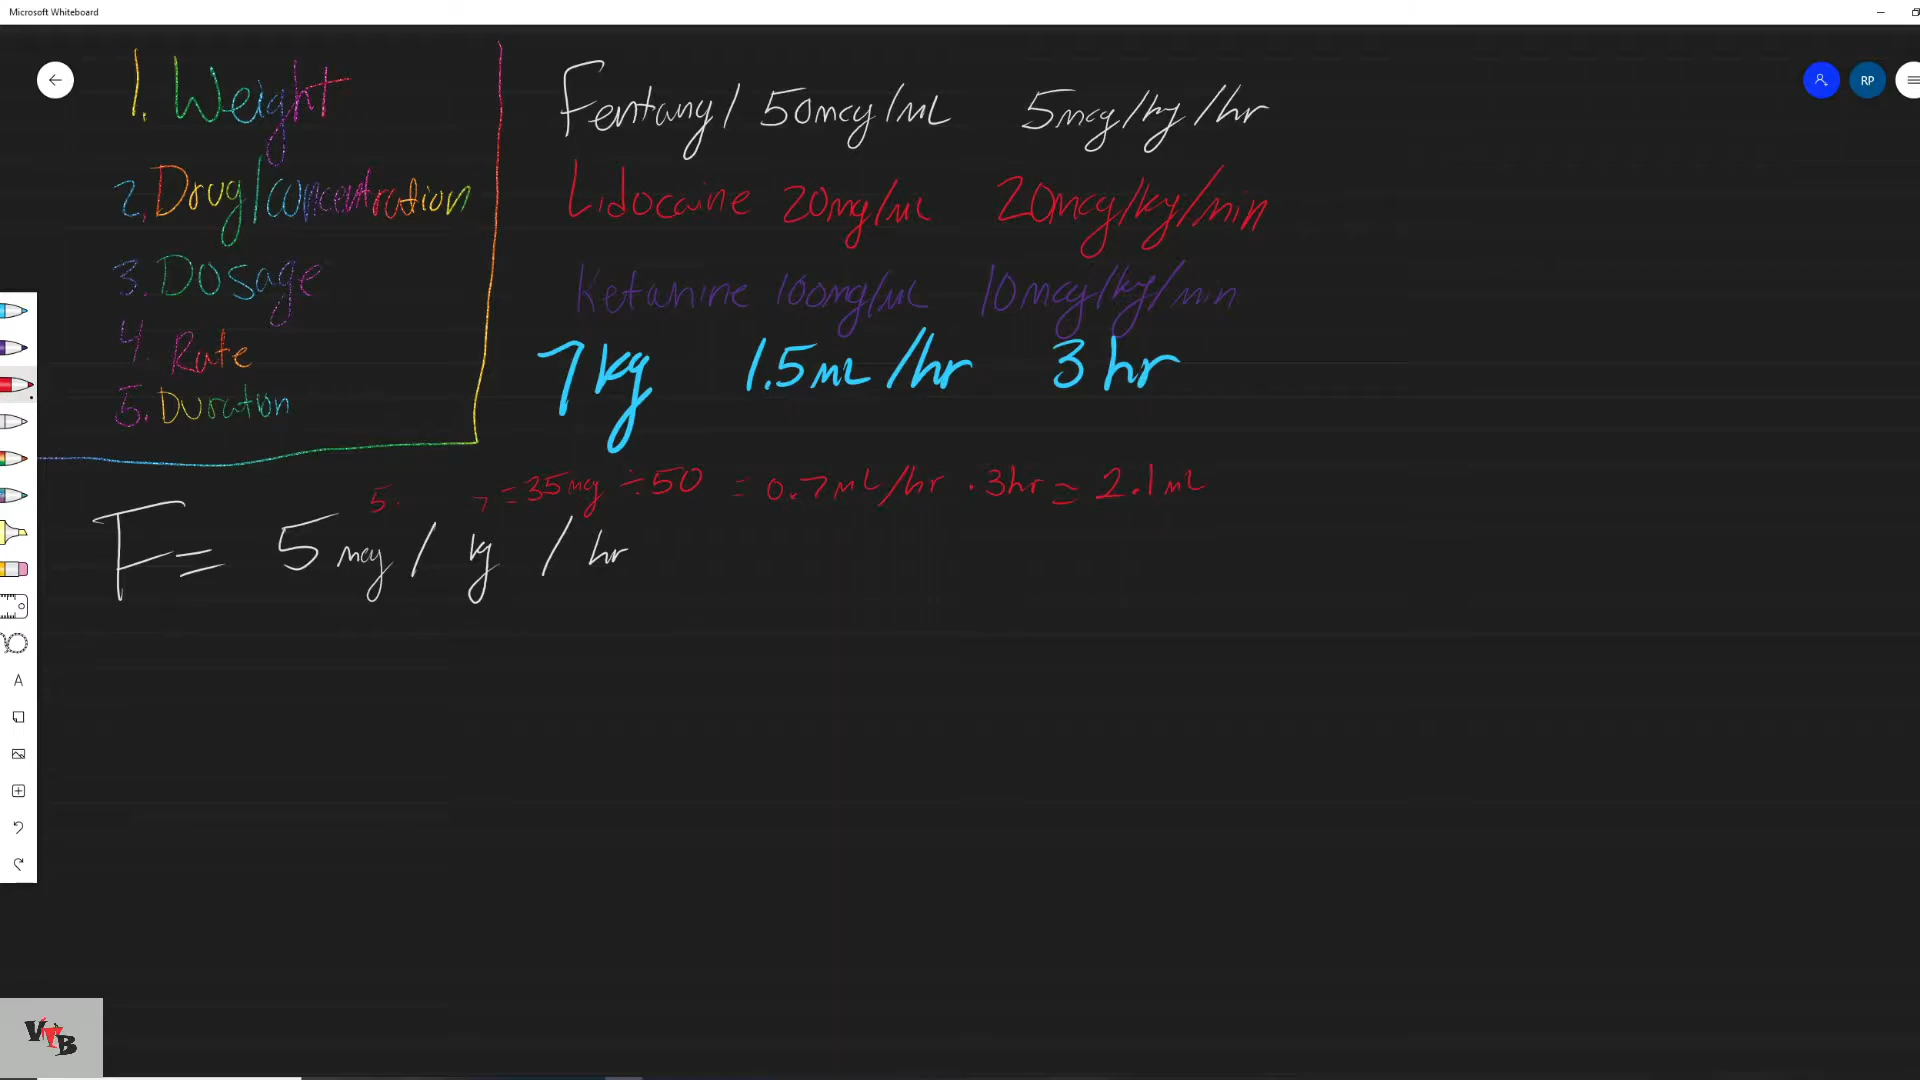 Microsoft Whiteboard
RP
1. Weight
2. Drug/concentration
3. Dosage
4. Rate
5. Duration
Fentanyl 50mcg/mL 5mcg/kg/hr
Lidocaine 20mg/mL 20mcg/kg/min
Ketamine 100mg/mL 10mcg/kg/min
7kg 1.5mL/hr 3hr
5 · 7 = 35mcg ÷ 50 = 0.7mL/hr · 3hr = 2.1mL
F = 5mcg / kg / hr
A
VTB